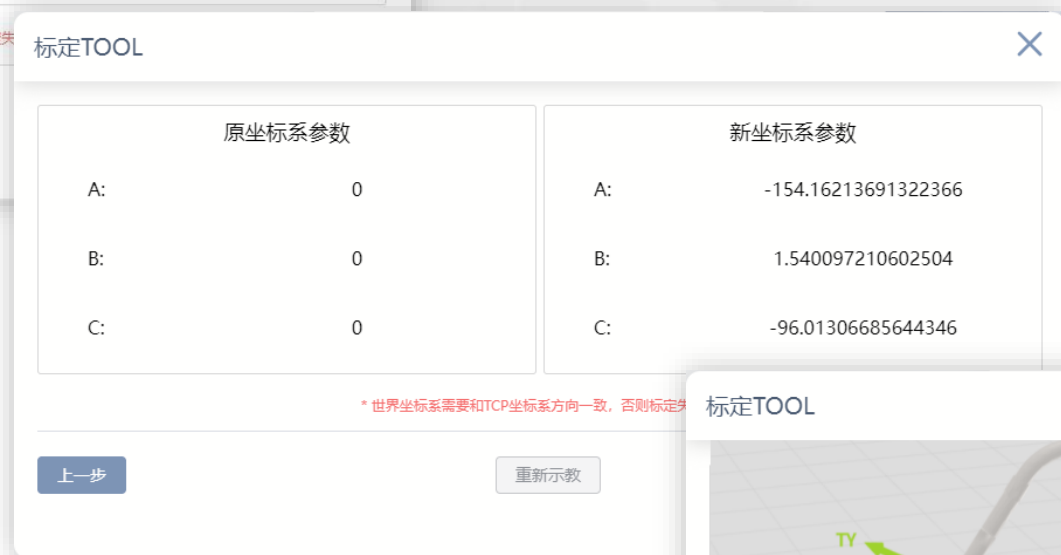 失
标定TOOL
原坐标系参数
新坐标系参数
A:
0
A:
-154.16213691322366
B:
0
B:
1.540097210602504
C:
0
C:
-96.01306685644346
* 世界坐标系需要和TCP坐标系方向一致，否则标定失
标定TOOL
上一步
重新示教
TY